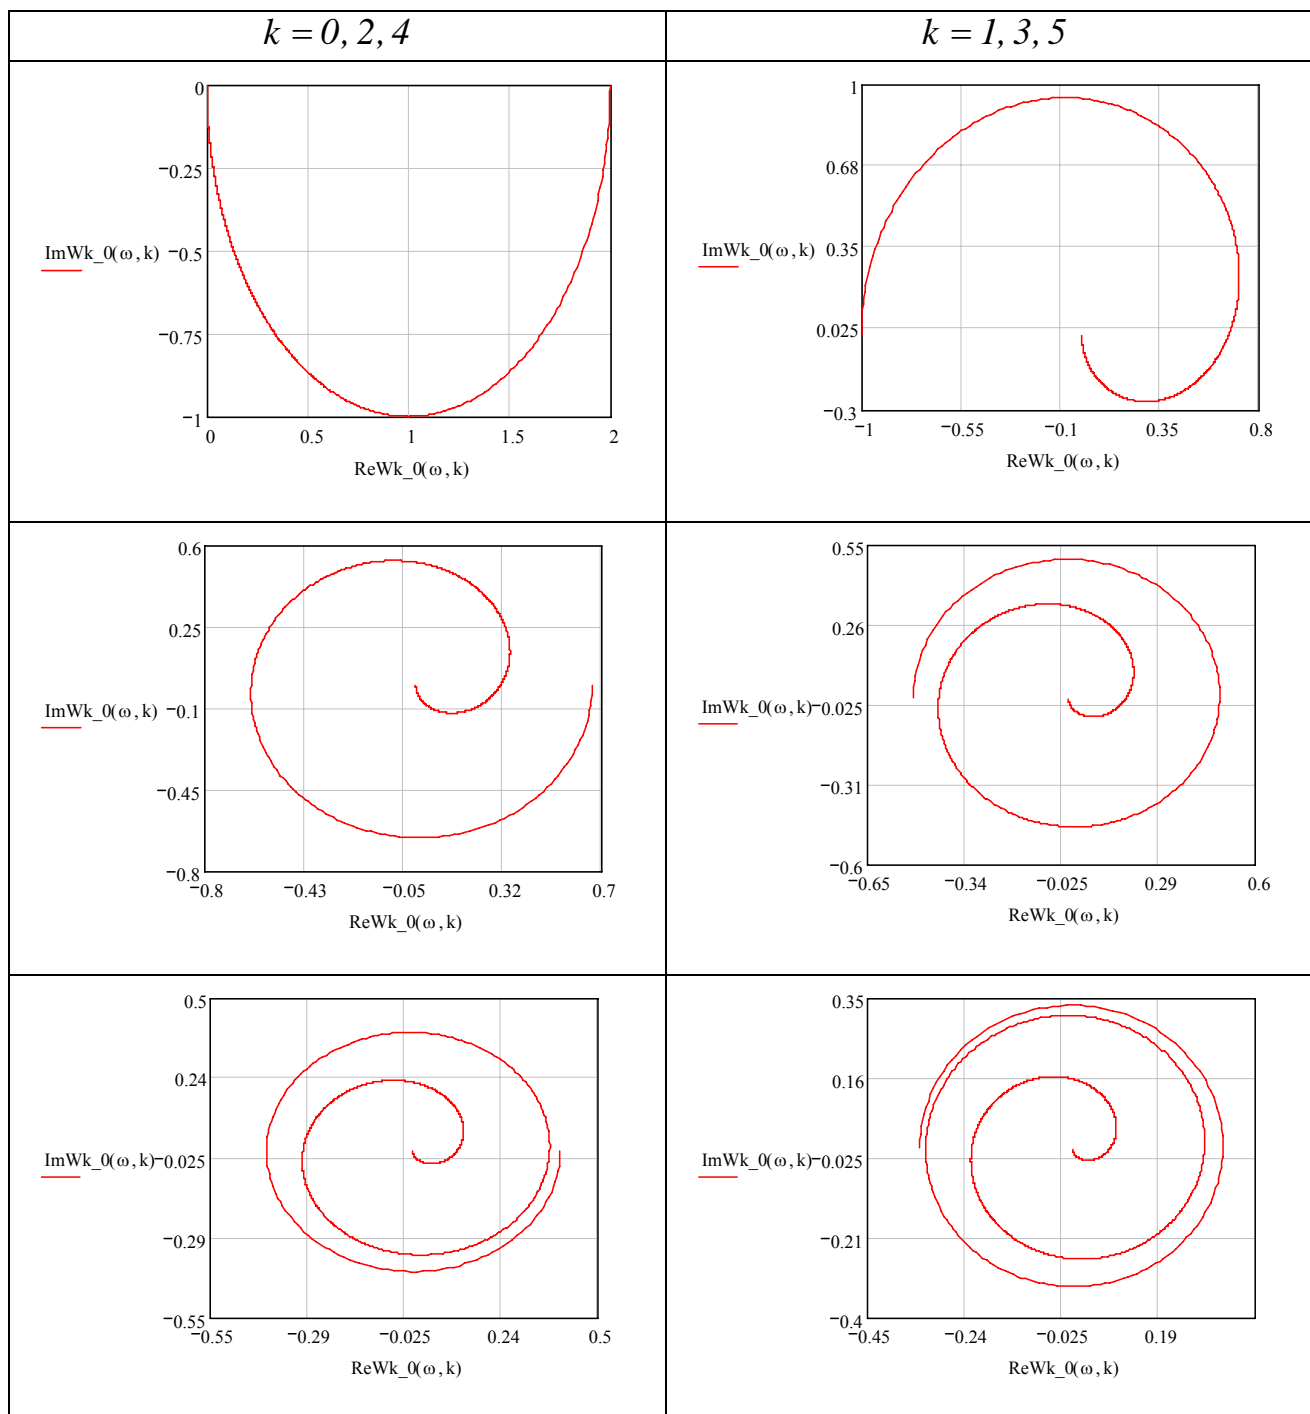 k = 0, 2, 4
k = 1, 3, 5
0
−0.25
ImWk_0(ω, k) −0.5
−0.75
−1
0 0.5 1 1.5 2
ReWk_0(ω, k)
1
0.68
ImWk_0(ω, k) 0.35
0.025
−0.3
−1 −0.55 −0.1 0.35 0.8
ReWk_0(ω, k)
0.6
0.25
ImWk_0(ω, k) −0.1
−0.45
−0.8
−0.8 −0.43 −0.05 0.32 0.7
ReWk_0(ω, k)
0.55
0.26
ImWk_0(ω, k) −0.025
−0.31
−0.6
−0.65 −0.34 −0.025 0.29 0.6
ReWk_0(ω, k)
0.5
0.24
ImWk_0(ω, k) −0.025
−0.29
−0.55
−0.55 −0.29 −0.025 0.24 0.5
ReWk_0(ω, k)
0.35
0.16
ImWk_0(ω, k) −0.025
−0.21
−0.4
−0.45 −0.24 −0.025 0.19
ReWk_0(ω, k)